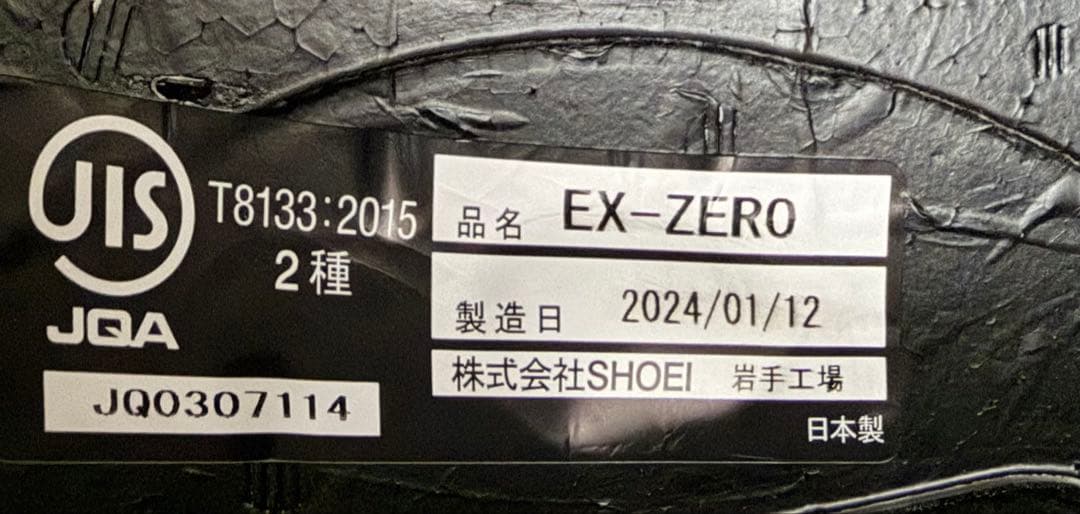 JIS
T8133:2015
2種
JQA
JQ0307114
品名 EX-ZERO
製造日 2024/01/12
株式会社SHOEI 岩手工場
日本製